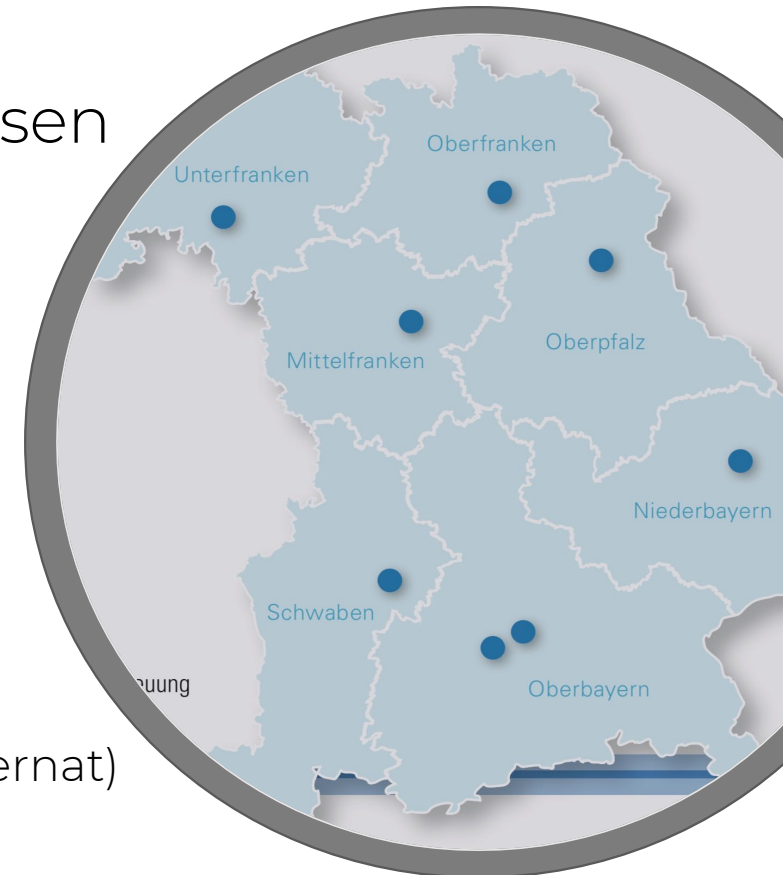 sen
Oberfranken
Unterfranken
Oberpfalz
Mittelfranken
Niederbayern
Schwaben
Oberbayern
euung
ernat)